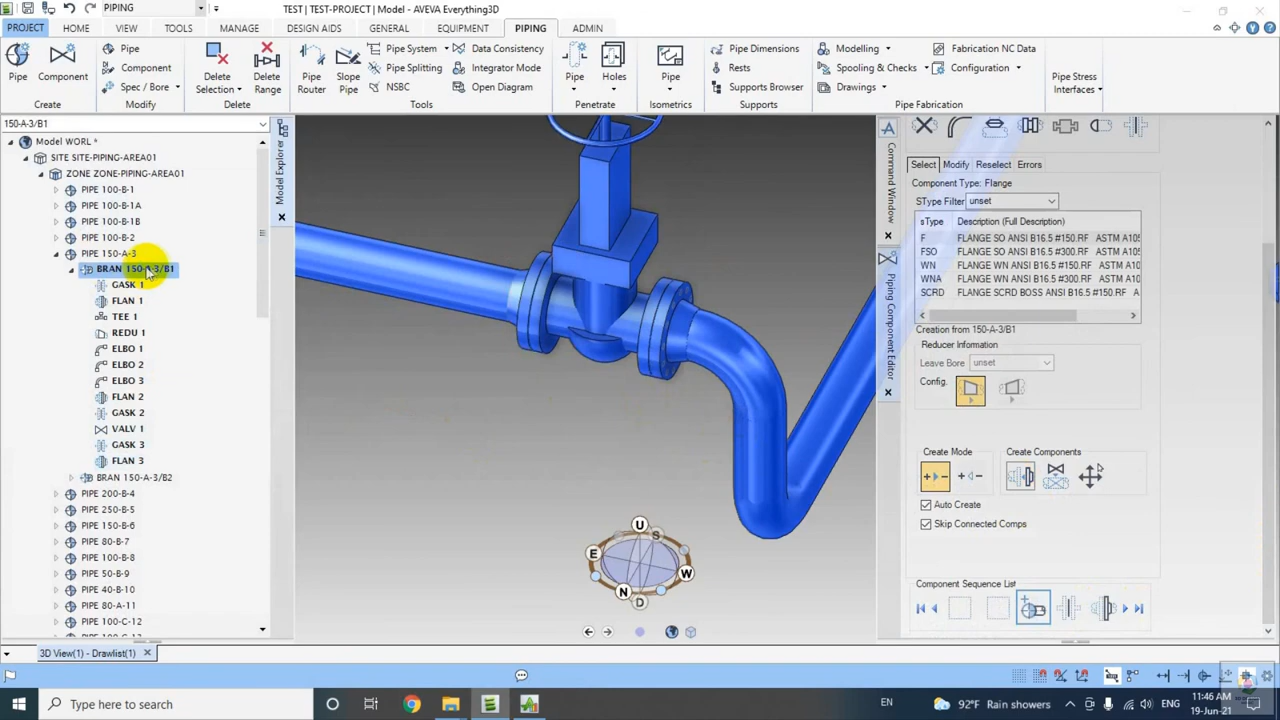 PIPING
TEST | TEST-PROJECT | Model - AVEVA Everything3D
PROJECT HOME VIEW TOOLS MANAGE DESIGN AIDS GENERAL EQUIPMENT PIPING ADMIN
Pipe Component
Create
Pipe
Component
Spec / Bore
Modify
Delete Selection
Delete Range
Delete
Pipe Router
Slope Pipe
Pipe System
Pipe Splitting
NSBC
Data Consistency
Integrator Mode
Open Diagram
Tools
Pipe Holes
Penetrate
Pipe
Isometrics
Pipe Dimensions
Rests
Supports Browser
Supports
Modelling
Spooling & Checks
Drawings
Fabrication NC Data
Configuration
Pipe Fabrication
Pipe Stress Interfaces
150-A-3/B1
Model WORL *
SITE SITE-PIPING-AREA01
ZONE ZONE-PIPING-AREA01
PIPE 100-B-1
PIPE 100-B-1A
PIPE 100-B-1B
PIPE 100-B-2
PIPE 150-A-3
BRAN 150-A-3/B1
GASK 1
FLAN 1
TEE 1
REDU 1
ELBO 1
ELBO 2
ELBO 3
FLAN 2
GASK 2
VALV 1
GASK 3
FLAN 3
BRAN 150-A-3/B2
PIPE 200-B-4
PIPE 250-B-5
PIPE 150-B-6
PIPE 80-B-7
PIPE 100-B-8
PIPE 50-B-9
PIPE 40-B-10
PIPE 80-A-11
PIPE 100-C-12
Model Explorer
U
S
E
W
N
D
Command Window
Piping Component Editor
Select Modify Reselect Errors
Component Type: Flange
SType Filter unset
sType Description (Full Description)
F FLANGE SO ANSI B16.5 #150.RF ASTM A105
FSO FLANGE SO ANSI B16.5 #300.RF ASTM A105
WN FLANGE WN ANSI B16.5 #150.RF ASTM A105
WNA FLANGE WN ANSI B16.5 #300.RF ASTM A105
SCRD FLANGE SCRD BOSS ANSI B16.5 #150.RF A
Creation from 150-A-3/B1
Reducer Information
Leave Bore unset
Config.
Create Mode
Create Components
Auto Create
Skip Connected Comps
Component Sequence List
3D View(1) - Drawlist(1)
Type here to search
EN
92°F Rain showers
11:46 AM
19-Jun-21